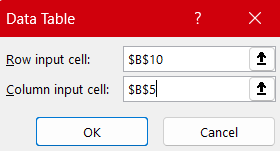 Data Table ? ×
Row input cell: $B$10
Column input cell: $B$5
OK Cancel